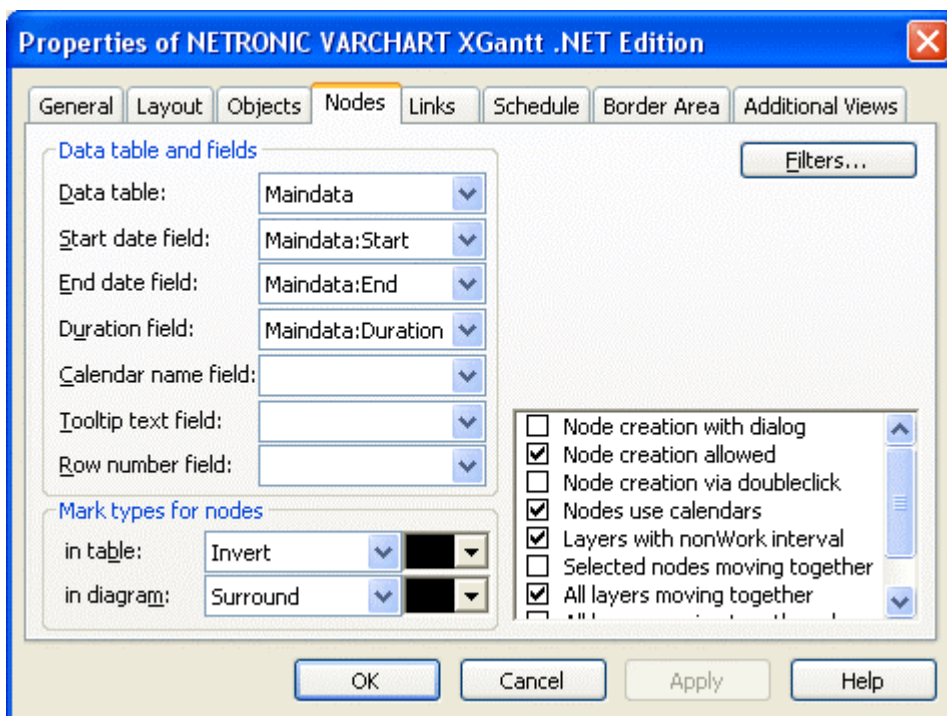 Properties of NETRONIC VARCHART XGantt .NET Edition
General Layout Objects Nodes Links Schedule Border Area Additional Views
Data table and fields
Filters...
Data table: Maindata
Start date field: Maindata:Start
End date field: Maindata:End
Duration field: Maindata:Duration
Calendar name field:
Tooltip text field:
Row number field:
Node creation with dialog
Node creation allowed
Node creation via doubleclick
Nodes use calendars
Layers with nonWork interval
Selected nodes moving together
All layers moving together
Mark types for nodes
in table: Invert
in diagram: Surround
OK Cancel Apply Help